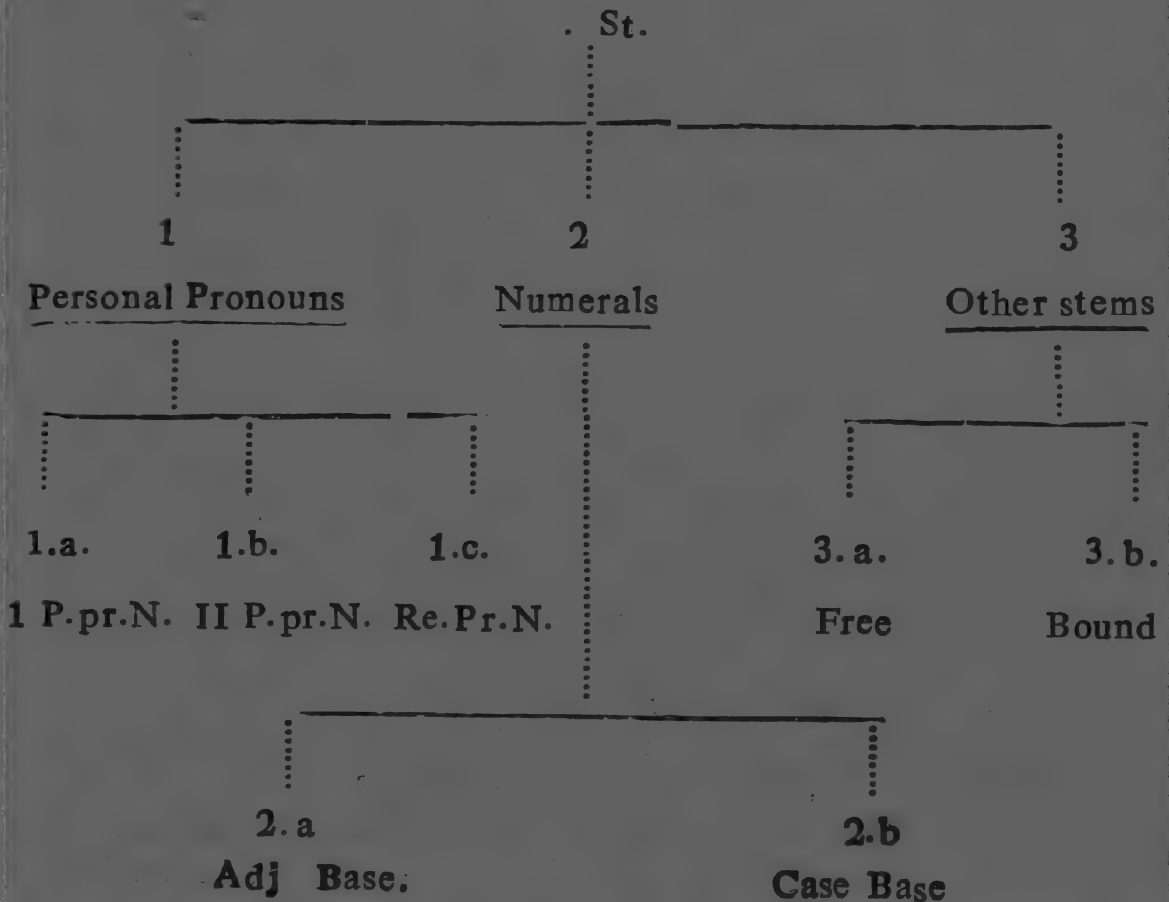 . St.
1 2 3
Personal Pronouns Numerals Other stems
1.a. 1.b. 1.c. 3.a. 3.b.
1 P.pr.N. II P.pr.N. Re.Pr.N. Free Bound
2.a 2.b
Adj Base. Case Base